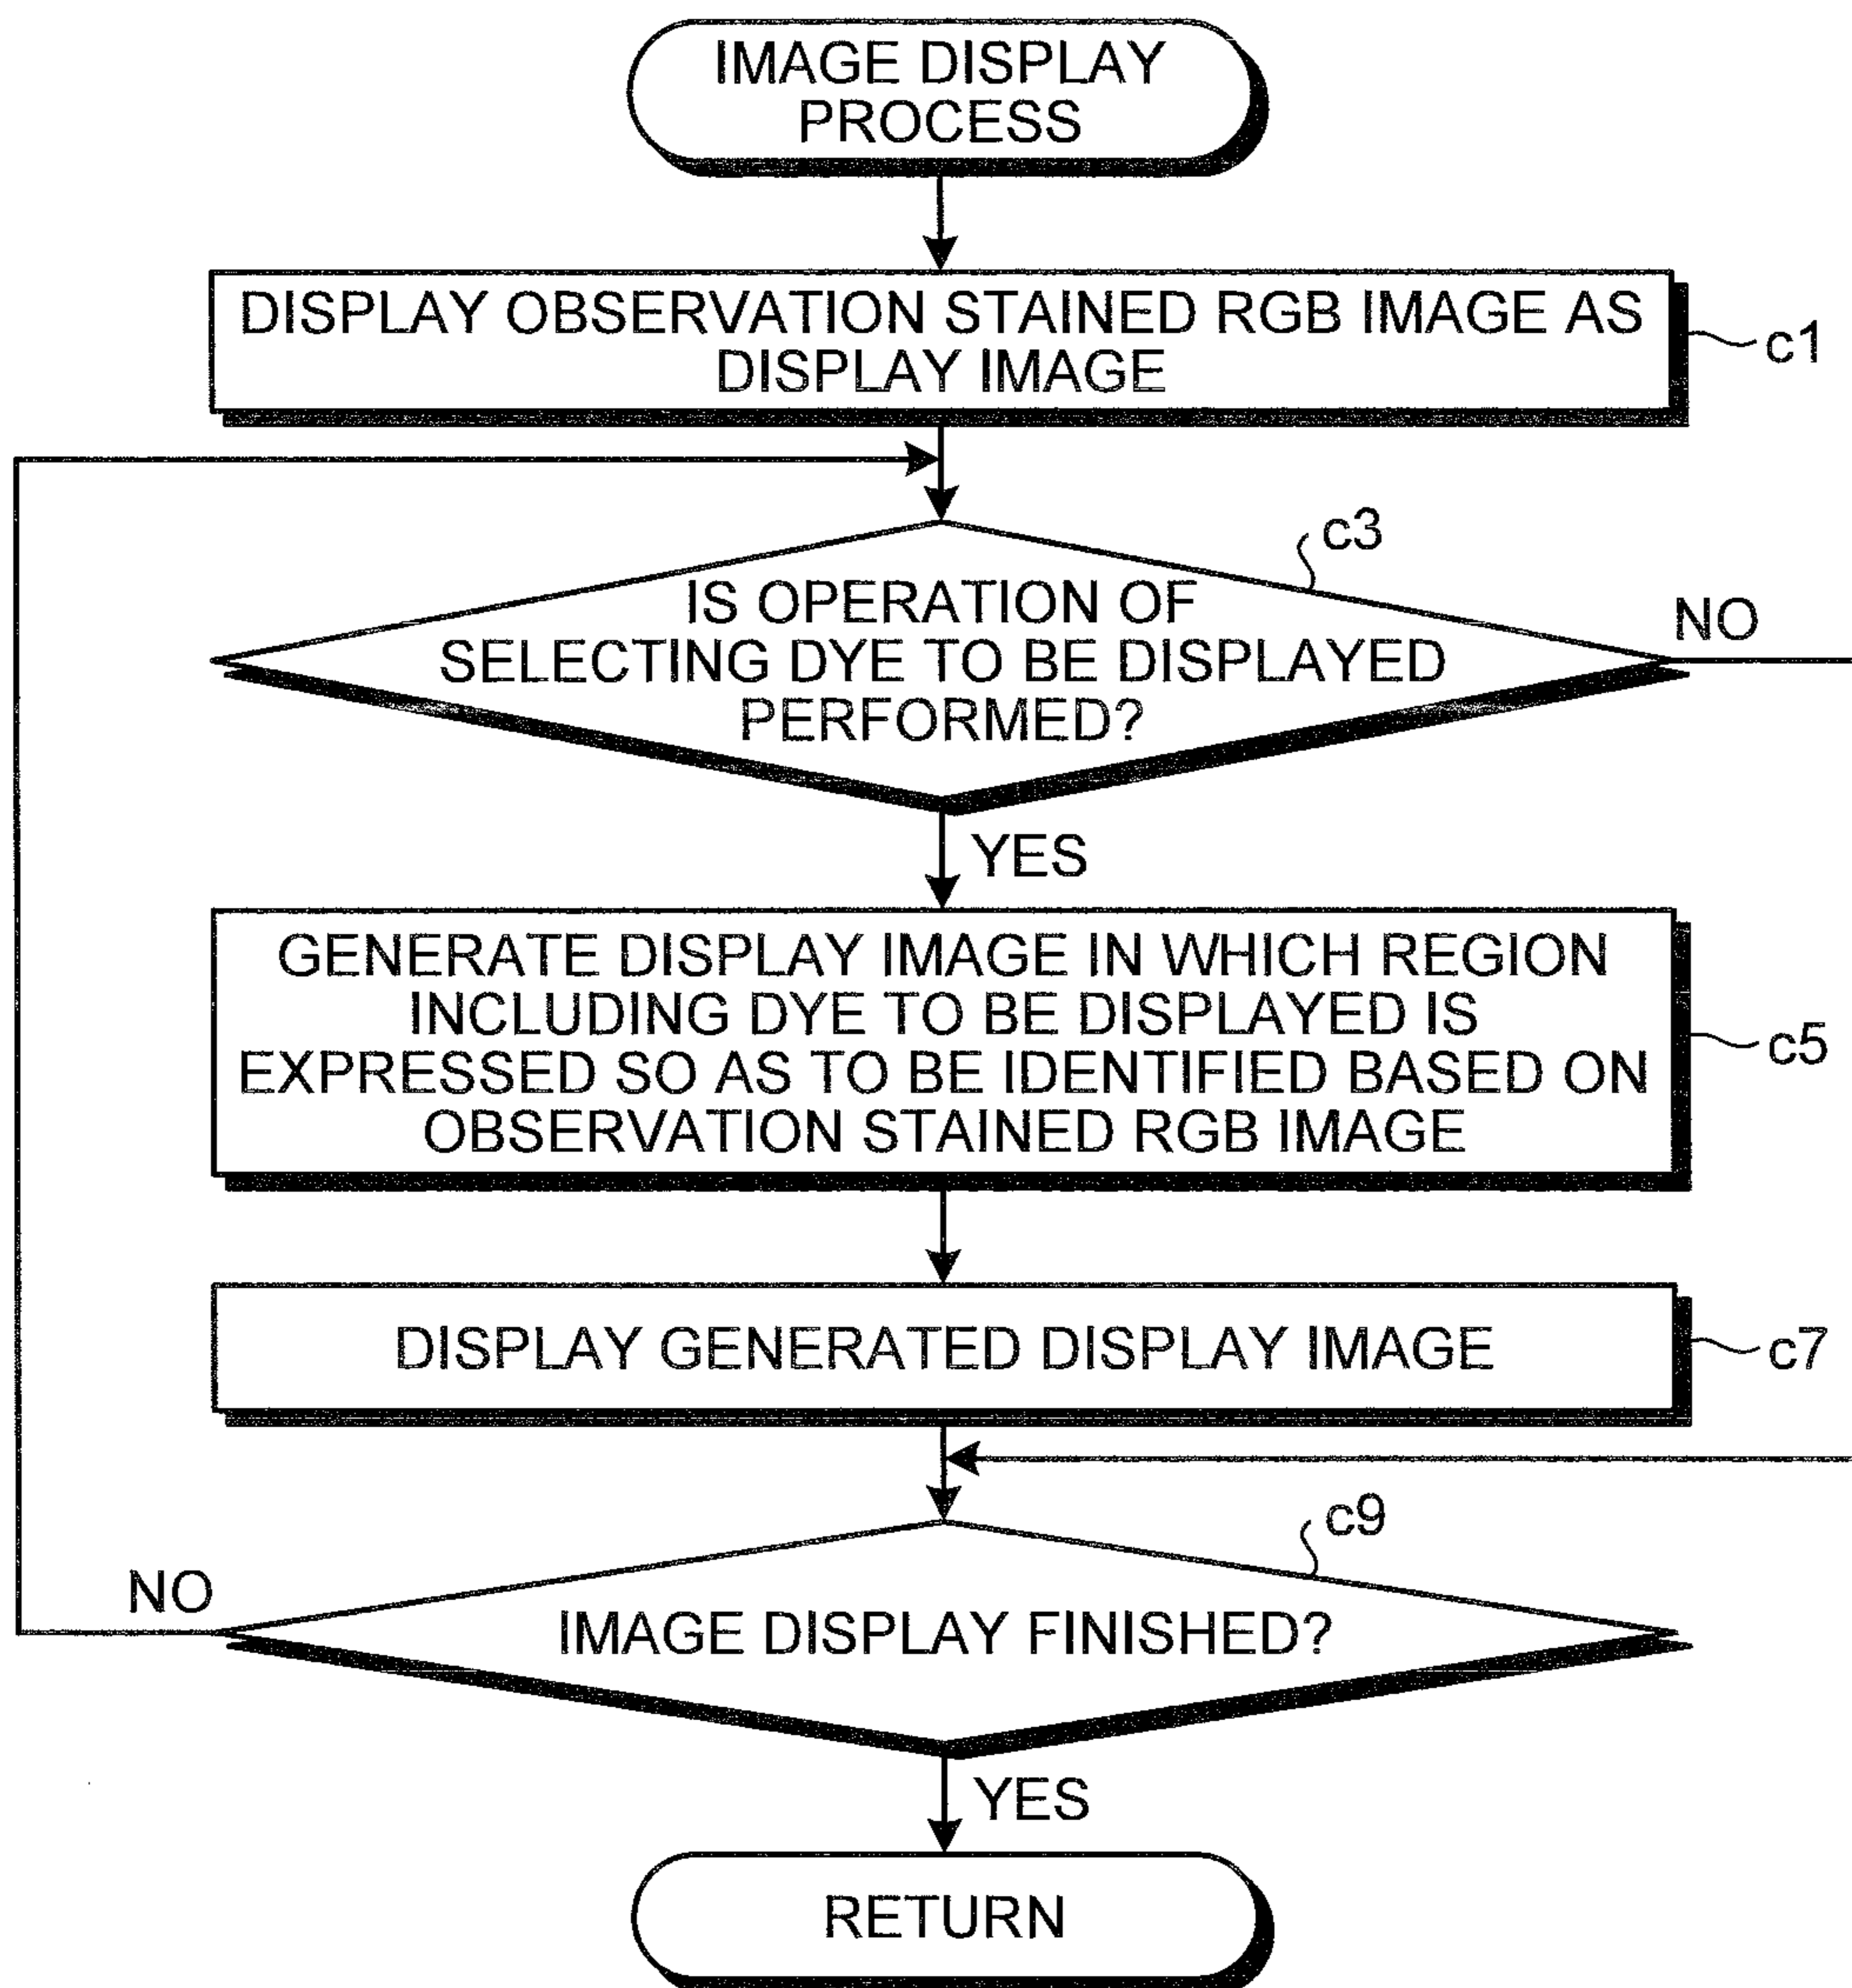 IMAGE DISPLAY
PROCESS
DISPLAY OBSERVATION STAINED RGB IMAGE AS
DISPLAY IMAGE
c1
c3
IS OPERATION OF
SELECTING DYE TO BE DISPLAYED
PERFORMED?
NO
YES
GENERATE DISPLAY IMAGE IN WHICH REGION
INCLUDING DYE TO BE DISPLAYED IS
EXPRESSED SO AS TO BE IDENTIFIED BASED ON
OBSERVATION STAINED RGB IMAGE
c5
DISPLAY GENERATED DISPLAY IMAGE
c7
c9
NO
IMAGE DISPLAY FINISHED?
YES
RETURN